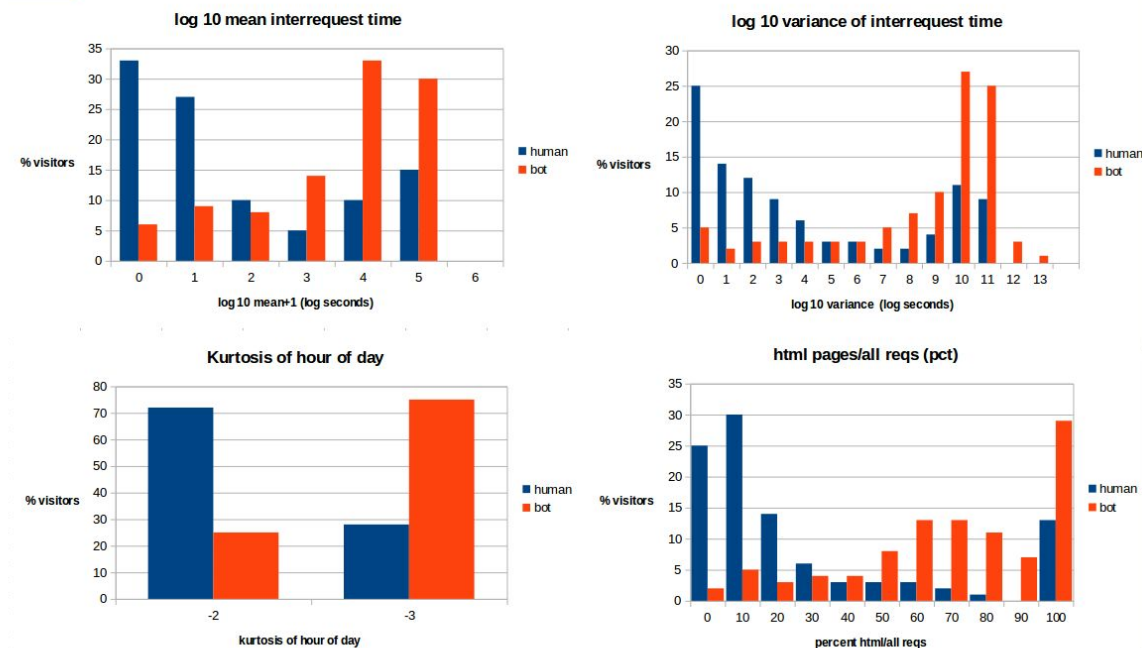 log 10 mean interrequest time
35
30
25
20
15
10
5
0
% visitors
human
bot
0 1 2 3 4 5 6
log 10 mean+1 (log seconds)
log 10 variance of interrequest time
30
25
20
15
10
5
0
% visitors
human
bot
0 1 2 3 4 5 6 7 8 9 10 11 12 13
log 10 variance (log seconds)
Kurtosis of hour of day
80
70
60
50
40
30
20
10
0
% visitors
human
bot
-2 -3
kurtosis of hour of day
html pages/all reqs (pct)
35
30
25
20
15
10
5
0
% visitors
human
bot
0 10 20 30 40 50 60 70 80 90 100
percent html/all reqs